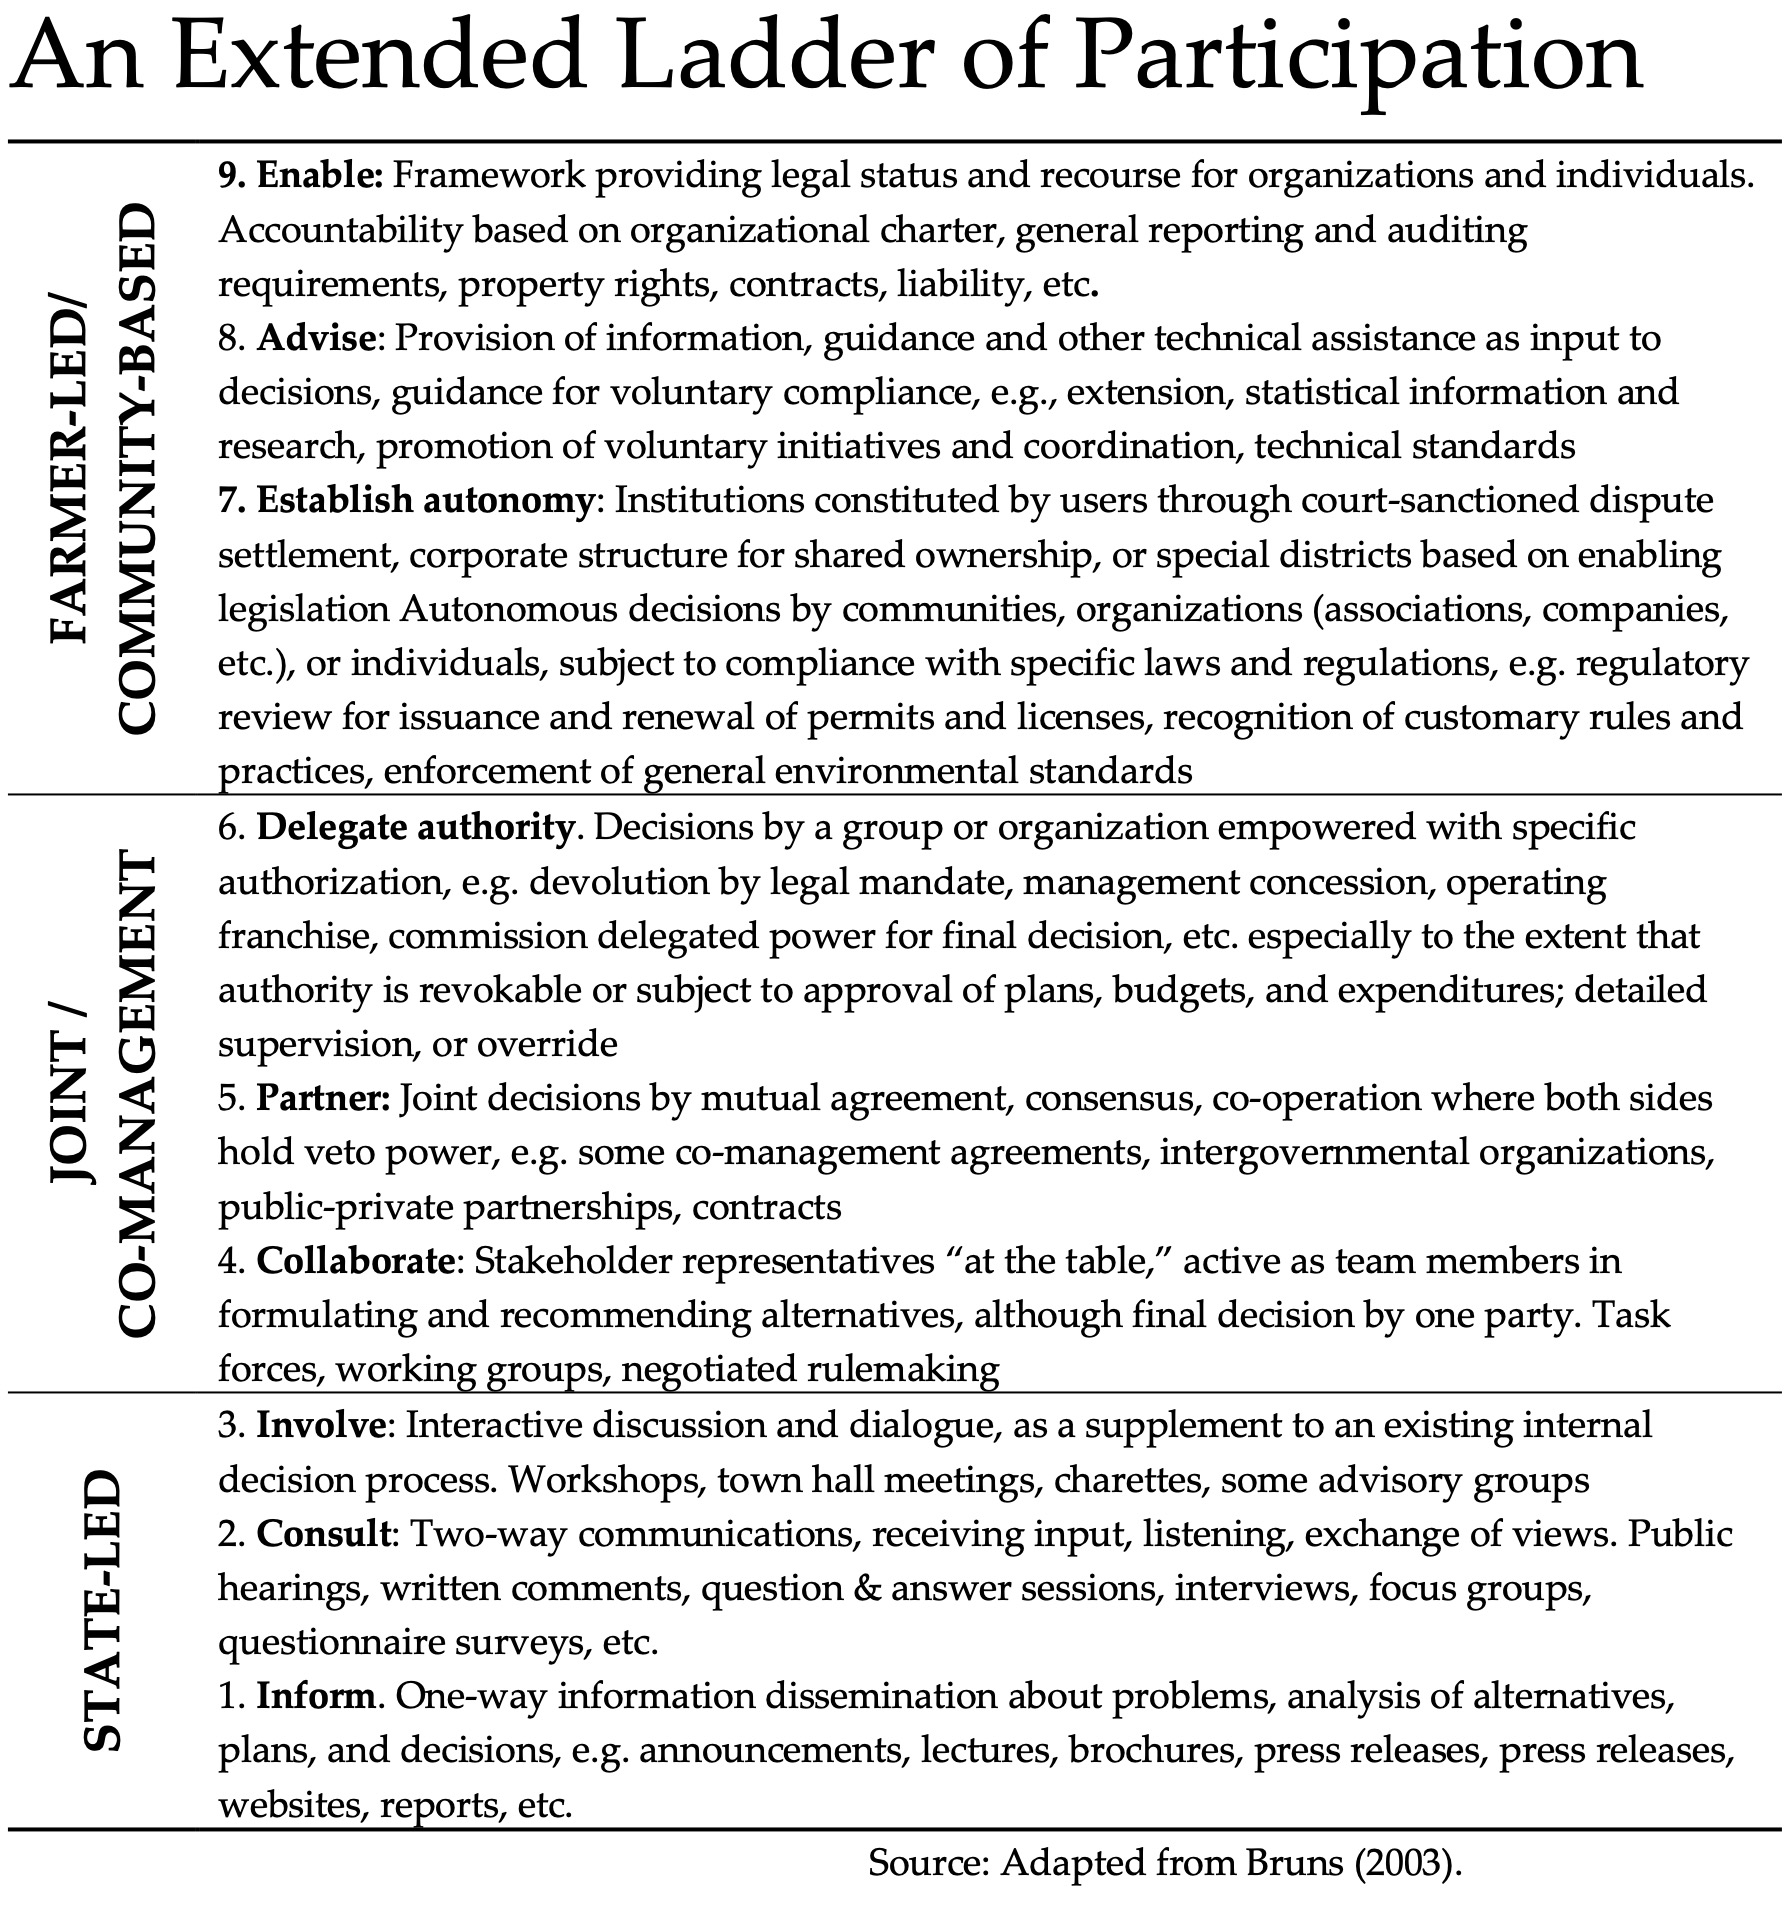 An Extended Ladder of Participation
FARMER-LED/
COMMUNITY-BASED
9. Enable: Framework providing legal status and recourse for organizations and individuals.
Accountability based on organizational charter, general reporting and auditing
requirements, property rights, contracts, liability, etc.
8. Advise: Provision of information, guidance and other technical assistance as input to
decisions, guidance for voluntary compliance, e.g., extension, statistical information and
research, promotion of voluntary initiatives and coordination, technical standards
7. Establish autonomy: Institutions constituted by users through court-sanctioned dispute
settlement, corporate structure for shared ownership, or special districts based on enabling
legislation Autonomous decisions by communities, organizations (associations, companies,
etc.), or individuals, subject to compliance with specific laws and regulations, e.g. regulatory
review for issuance and renewal of permits and licenses, recognition of customary rules and
practices, enforcement of general environmental standards
JOINT /
CO-MANAGEMENT
6. Delegate authority. Decisions by a group or organization empowered with specific
authorization, e.g. devolution by legal mandate, management concession, operating
franchise, commission delegated power for final decision, etc. especially to the extent that
authority is revokable or subject to approval of plans, budgets, and expenditures; detailed
supervision, or override
5. Partner: Joint decisions by mutual agreement, consensus, co-operation where both sides
hold veto power, e.g. some co-management agreements, intergovernmental organizations,
public-private partnerships, contracts
4. Collaborate: Stakeholder representatives “at the table,” active as team members in
formulating and recommending alternatives, although final decision by one party. Task
forces, working groups, negotiated rulemaking
STATE-LED
3. Involve: Interactive discussion and dialogue, as a supplement to an existing internal
decision process. Workshops, town hall meetings, charettes, some advisory groups
2. Consult: Two-way communications, receiving input, listening, exchange of views. Public
hearings, written comments, question & answer sessions, interviews, focus groups,
questionnaire surveys, etc.
1. Inform. One-way information dissemination about problems, analysis of alternatives,
plans, and decisions, e.g. announcements, lectures, brochures, press releases, press releases,
websites, reports, etc.
Source: Adapted from Bruns (2003).